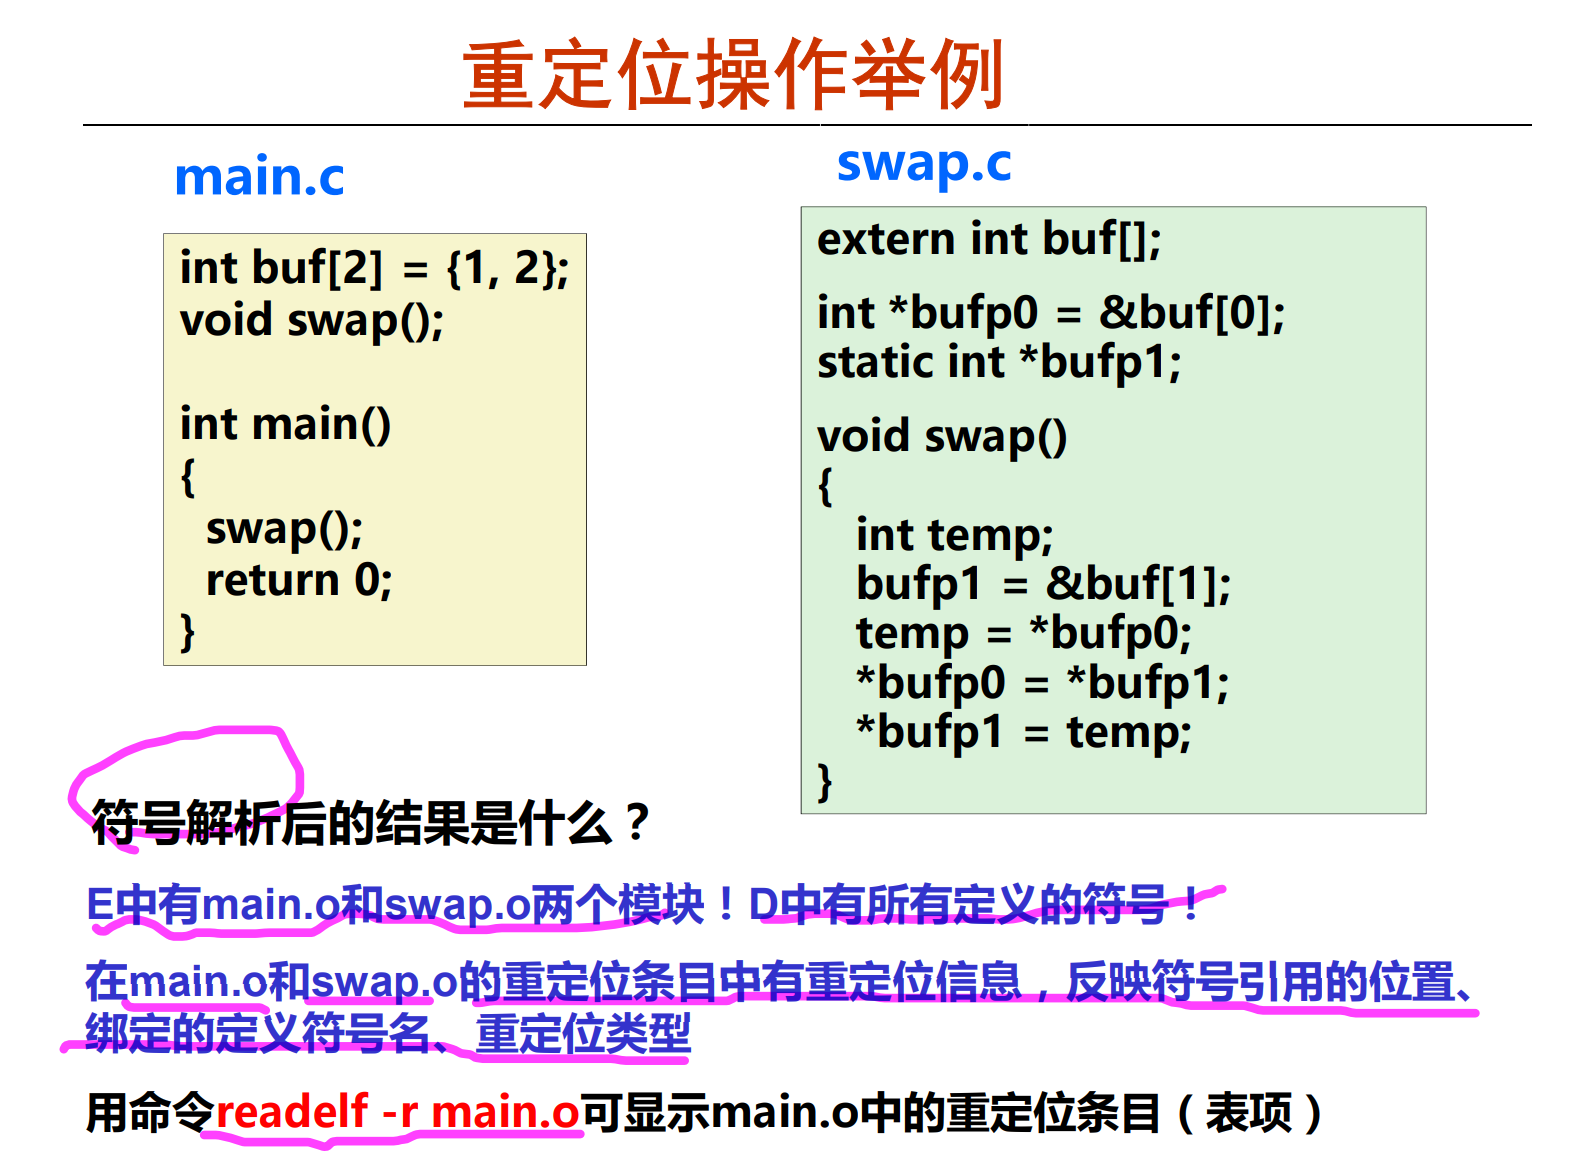 重定位操作举例
main.c
int buf[2] = {1, 2};
void swap();
int main()
{
swap();
return 0;
}
swap.c
extern int buf[];
int *bufp0 = &buf[0];
static int *bufp1;
void swap()
{
int temp;
bufp1 = &buf[1];
temp = *bufp0;
*bufp0 = *bufp1;
*bufp1 = temp;
}
符号解析后的结果是什么？
E中有main.o和swap.o两个模块！D中有所有定义的符号！
在main.o和swap.o的重定位条目中有重定位信息，反映符号引用的位置、
绑定的定义符号名、重定位类型
用命令readelf -r main.o可显示main.o中的重定位条目（表项）